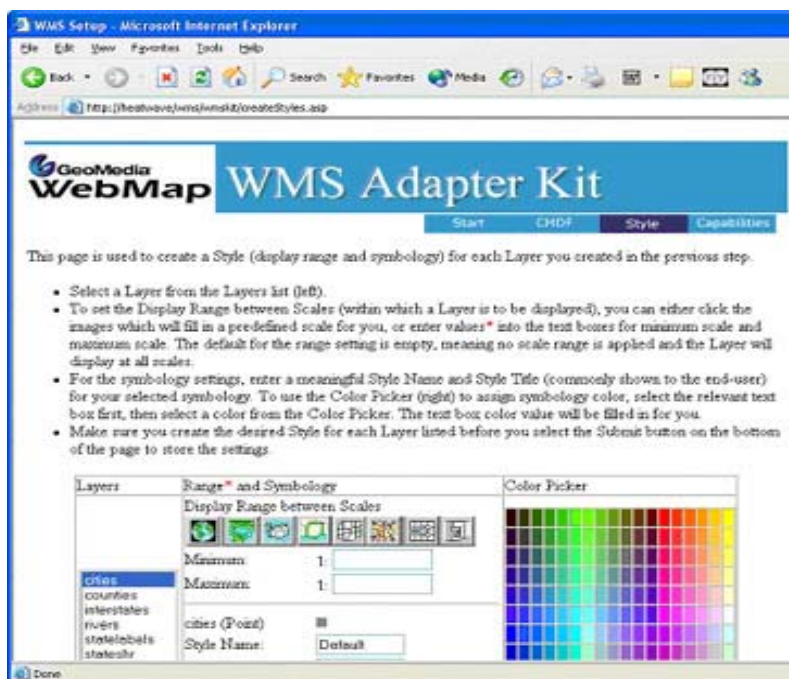 WMS Setup - Microsoft Internet Explorer
File Edit View Favorites Tools Help
Back Search Favorites Media
Address http://heatwave/wms/wmskit/createStyles.asp
GeoMedia
WebMap WMS Adapter Kit
Start CMDF Style Capabilities
This page is used to create a Style (display range and symbology) for each Layer you created in the previous step.
• Select a Layer from the Layers list (left).
• To set the Display Range between Scales (within which a Layer is to be displayed), you can either click the
images which will fill in a predefined scale for you, or enter values* into the text boxes for minimum scale and
maximum scale. The default for the range setting is empty, meaning no scale range is applied and the Layer will
display at all scales.
• For the symbology settings, enter a meaningful Style Name and Style Title (commonly shown to the end-user)
for your selected symbology. To use the Color Picker (right) to assign symbology color, select the relevant text
box first, then select a color from the Color Picker. The text box color value will be filled in for you.
• Make sure you create the desired Style for each Layer listed before you select the Submit button on the bottom
of the page to store the settings.
Layers Range* and Symbology Color Picker
Display Range between Scales
Minimum: 1:
Maximum: 1:
cities
counties
interstates
rivers
statelabels
stateshr
cities (Point)
Style Name: Default
Done